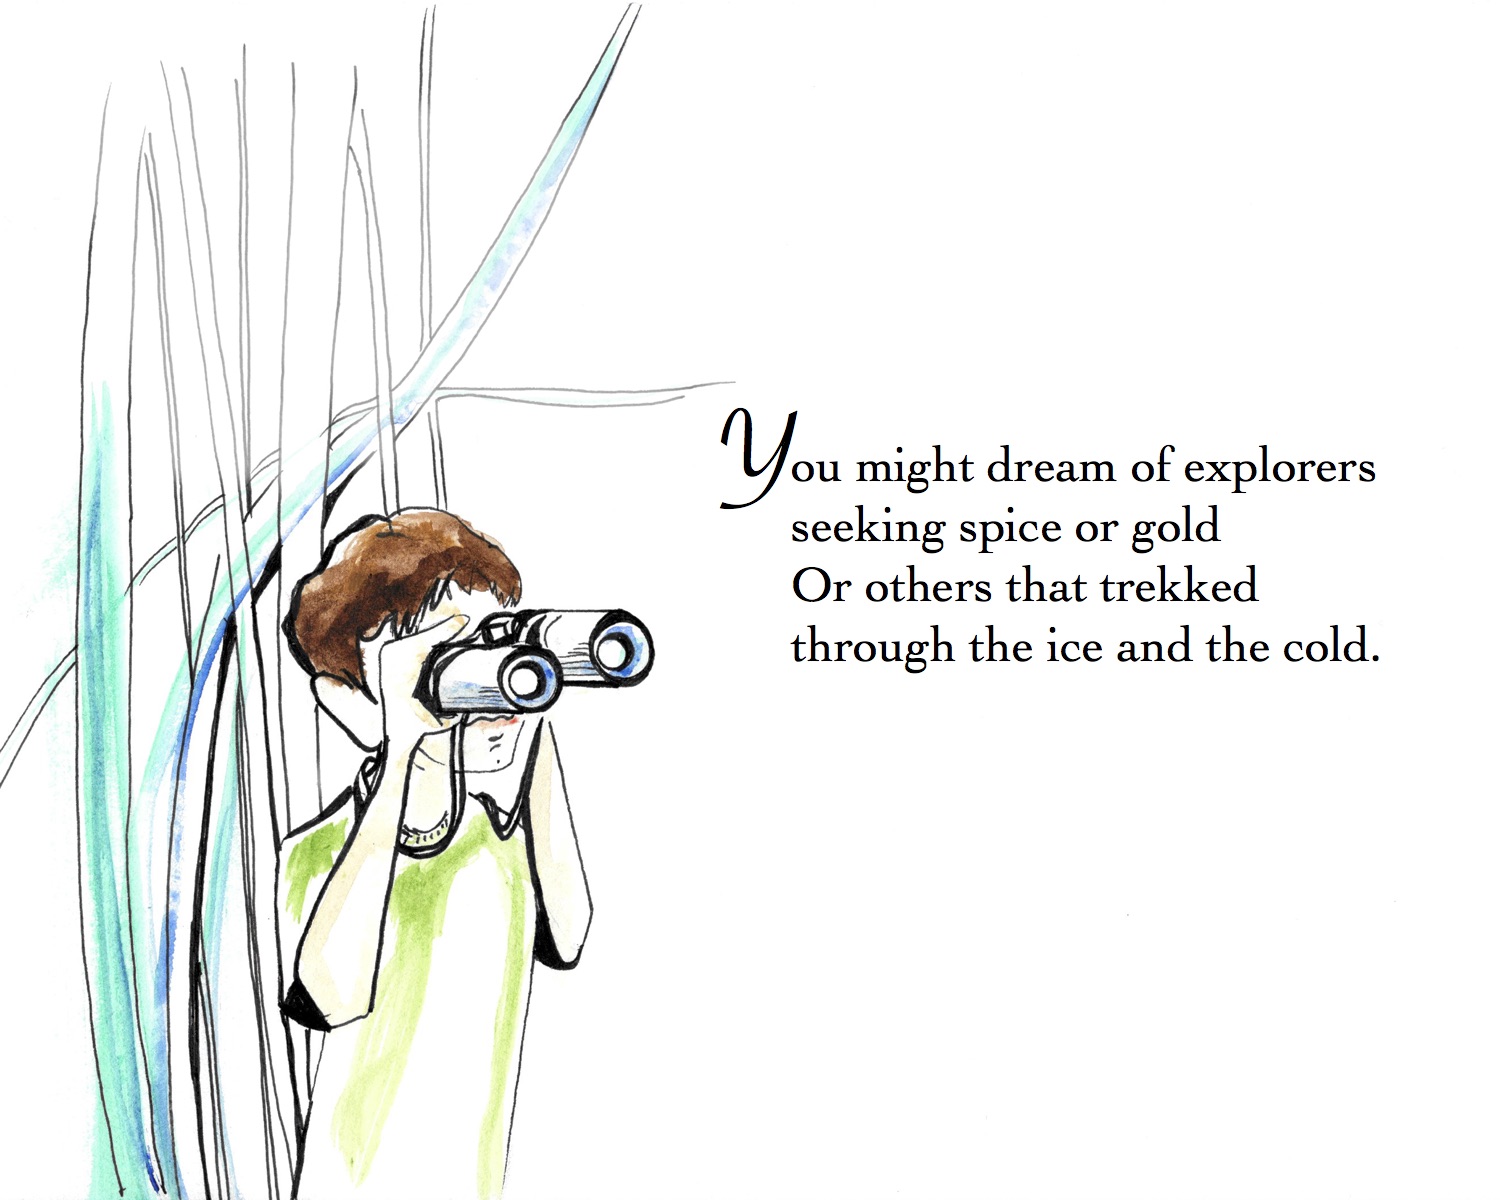 You might dream of explorers
seeking spice or gold
Or others that trekked
through the ice and the cold.